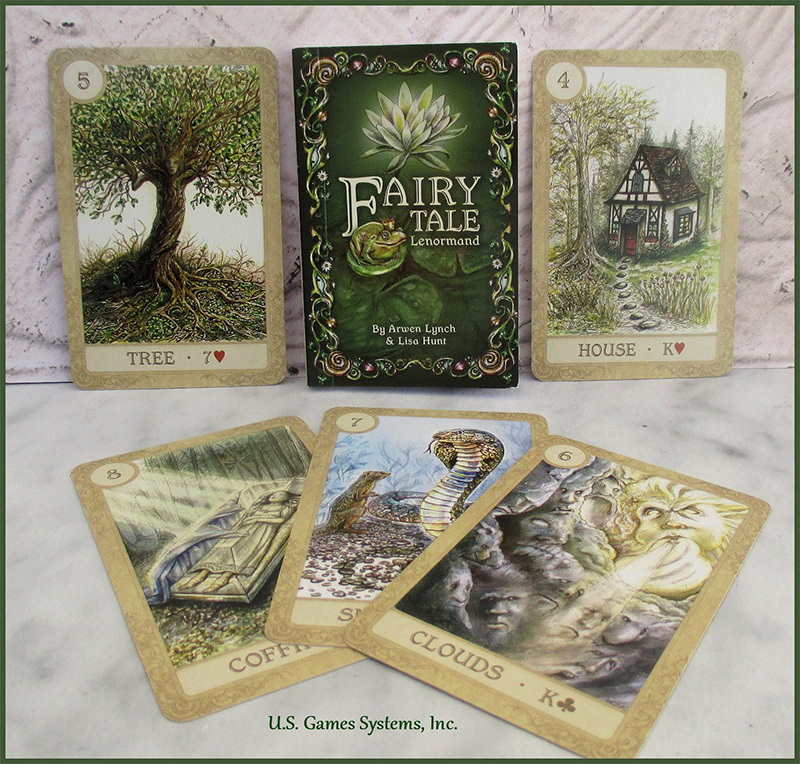 5
TREE · 7♥
FAIRY
TALE
Lenormand
By Arwen Lynch
& Lisa Hunt
4
HOUSE · K♥
8
COFFI
7
S
6
CLOUDS · K♣
U.S. Games Systems, Inc.